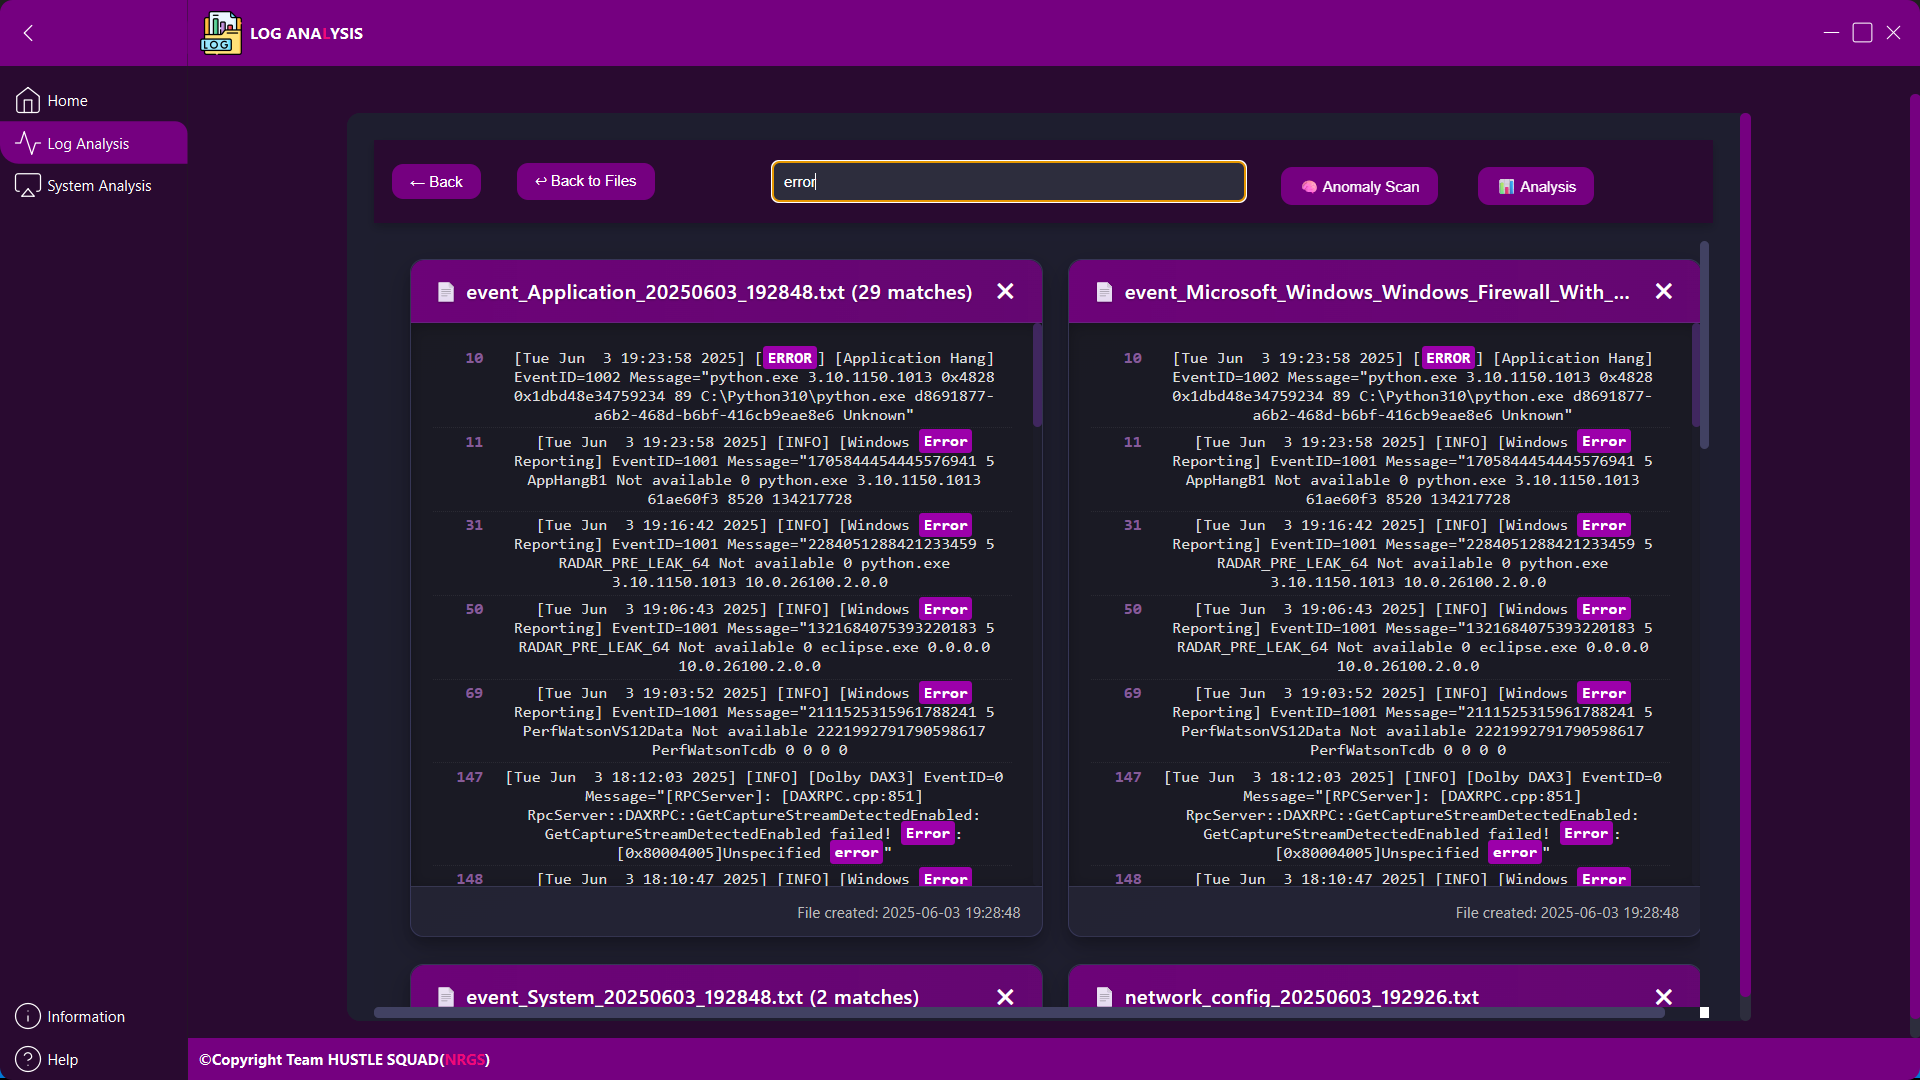 LOG ANALYSIS
Home
Log Analysis
System Analysis
← Back
↩ Back to Files
error
🧠 Anomaly Scan
📊 Analysis
event_Application_20250603_192848.txt (29 matches)
10 [Tue Jun  3 19:23:58 2025] [ERROR] [Application Hang]
EventID=1002 Message="python.exe 3.10.1150.1013 0x4828
0x1dbd48e34759234 89 C:\Python310\python.exe d8691877-
a6b2-468d-b6bf-416cb9eae8e6 Unknown"
11 [Tue Jun  3 19:23:58 2025] [INFO] [Windows Error
Reporting] EventID=1001 Message="1705844454445576941 5
AppHangB1 Not available 0 python.exe 3.10.1150.1013
61ae60f3 8520 134217728
31 [Tue Jun  3 19:16:42 2025] [INFO] [Windows Error
Reporting] EventID=1001 Message="2284051288421233459 5
RADAR_PRE_LEAK_64 Not available 0 python.exe
3.10.1150.1013 10.0.26100.2.0.0
50 [Tue Jun  3 19:06:43 2025] [INFO] [Windows Error
Reporting] EventID=1001 Message="1321684075393220183 5
RADAR_PRE_LEAK_64 Not available 0 eclipse.exe 0.0.0.0
10.0.26100.2.0.0
69 [Tue Jun  3 19:03:52 2025] [INFO] [Windows Error
Reporting] EventID=1001 Message="2111525315961788241 5
PerfWatsonVS12Data Not available 2221992791790598617
PerfWatsonTcdb 0 0 0 0
147 [Tue Jun  3 18:12:03 2025] [INFO] [Dolby DAX3] EventID=0
Message="[RPCServer]: [DAXRPC.cpp:851]
RpcServer::DAXRPC::GetCaptureStreamDetectedEnabled:
GetCaptureStreamDetectedEnabled failed! Error:
[0x80004005]Unspecified error"
148 [Tue Jun  3 18:10:47 2025] [INFO] [Windows Error
File created: 2025-06-03 19:28:48
event_Microsoft_Windows_Windows_Firewall_With_...
10 [Tue Jun  3 19:23:58 2025] [ERROR] [Application Hang]
EventID=1002 Message="python.exe 3.10.1150.1013 0x4828
0x1dbd48e34759234 89 C:\Python310\python.exe d8691877-
a6b2-468d-b6bf-416cb9eae8e6 Unknown"
11 [Tue Jun  3 19:23:58 2025] [INFO] [Windows Error
Reporting] EventID=1001 Message="1705844454445576941 5
AppHangB1 Not available 0 python.exe 3.10.1150.1013
61ae60f3 8520 134217728
31 [Tue Jun  3 19:16:42 2025] [INFO] [Windows Error
Reporting] EventID=1001 Message="2284051288421233459 5
RADAR_PRE_LEAK_64 Not available 0 python.exe
3.10.1150.1013 10.0.26100.2.0.0
50 [Tue Jun  3 19:06:43 2025] [INFO] [Windows Error
Reporting] EventID=1001 Message="1321684075393220183 5
RADAR_PRE_LEAK_64 Not available 0 eclipse.exe 0.0.0.0
10.0.26100.2.0.0
69 [Tue Jun  3 19:03:52 2025] [INFO] [Windows Error
Reporting] EventID=1001 Message="2111525315961788241 5
PerfWatsonVS12Data Not available 2221992791790598617
PerfWatsonTcdb 0 0 0 0
147 [Tue Jun  3 18:12:03 2025] [INFO] [Dolby DAX3] EventID=0
Message="[RPCServer]: [DAXRPC.cpp:851]
RpcServer::DAXRPC::GetCaptureStreamDetectedEnabled:
GetCaptureStreamDetectedEnabled failed! Error:
[0x80004005]Unspecified error"
148 [Tue Jun  3 18:10:47 2025] [INFO] [Windows Error
File created: 2025-06-03 19:28:48
event_System_20250603_192848.txt (2 matches)
network_config_20250603_192926.txt
Information
Help
©Copyright Team HUSTLE SQUAD(NRGS)